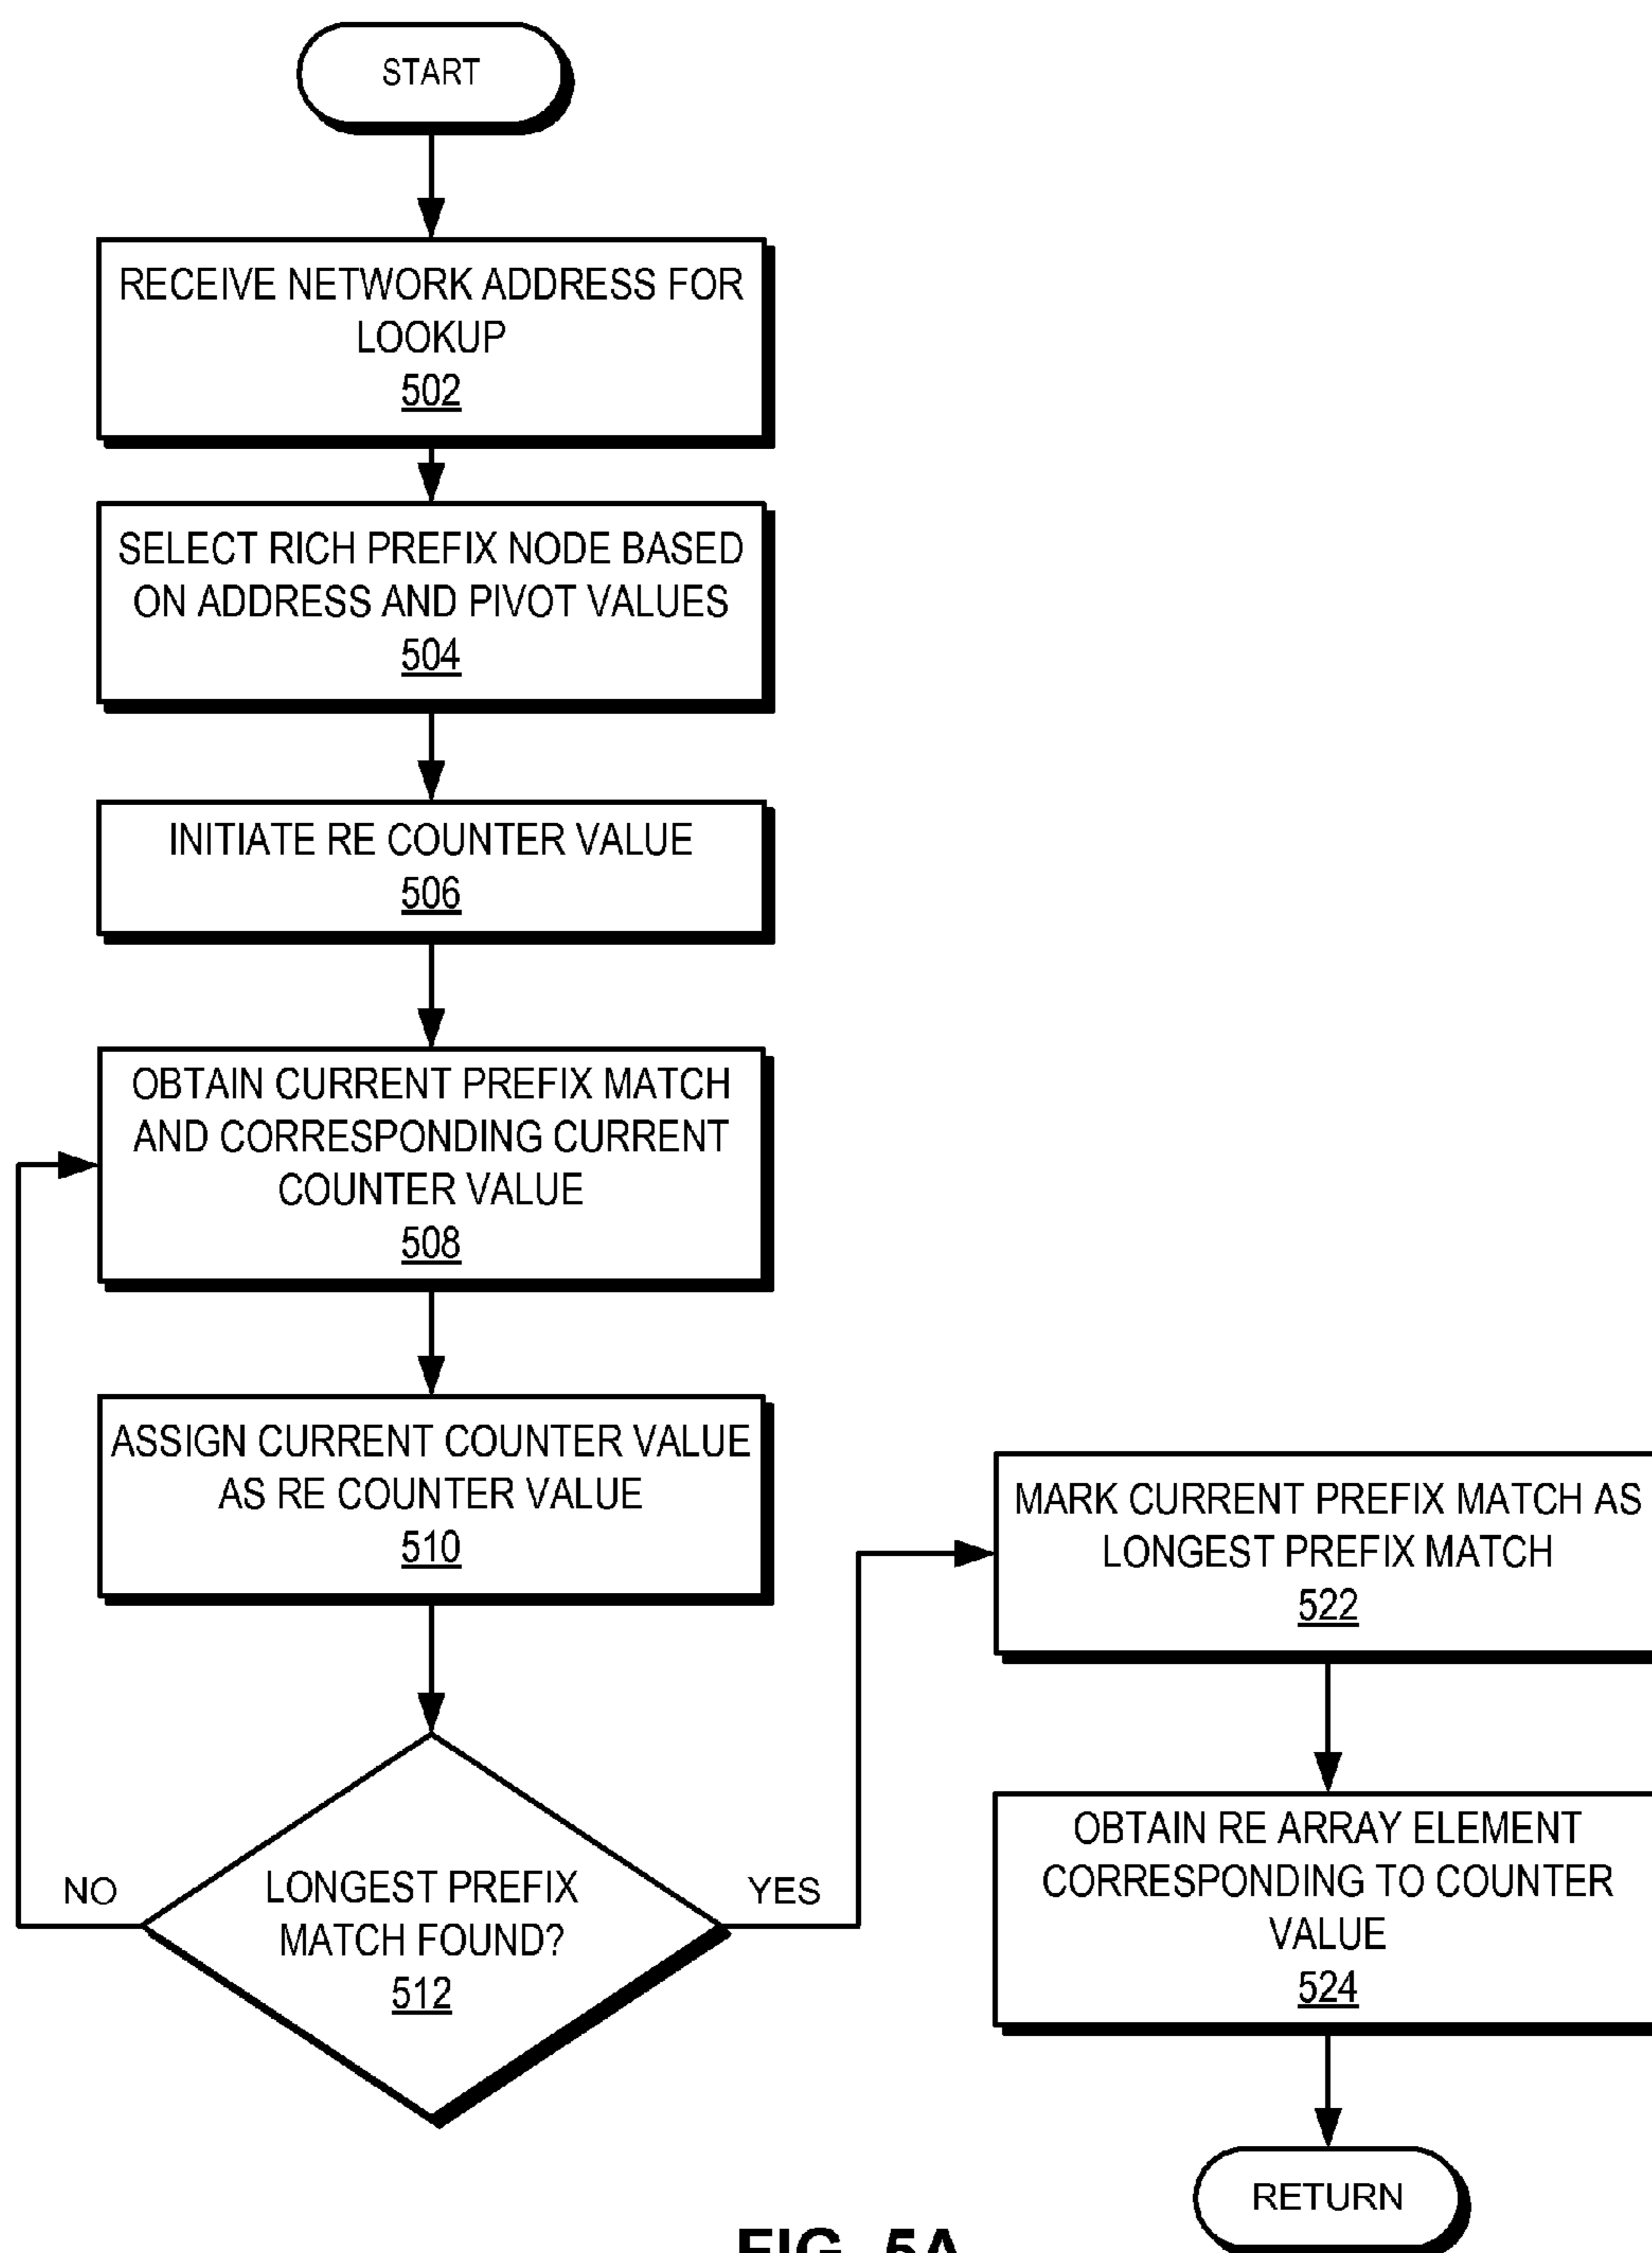 START
RECEIVE NETWORK ADDRESS FOR
LOOKUP
502
SELECT RICH PREFIX NODE BASED
ON ADDRESS AND PIVOT VALUES
504
INITIATE RE COUNTER VALUE
506
OBTAIN CURRENT PREFIX MATCH
AND CORRESPONDING CURRENT
COUNTER VALUE
508
ASSIGN CURRENT COUNTER VALUE
AS RE COUNTER VALUE
510
NO
LONGEST PREFIX
MATCH FOUND?
512
YES
MARK CURRENT PREFIX MATCH AS
LONGEST PREFIX MATCH
522
OBTAIN RE ARRAY ELEMENT
CORRESPONDING TO COUNTER
VALUE
524
RETURN
FIG. 5A